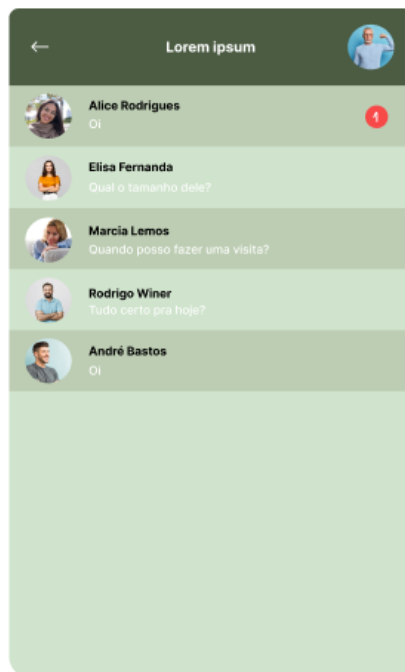 Lorem ipsum
Alice Rodrigues
Oi
1
Elisa Fernanda
Qual o tamanho dele?
Marcia Lemos
Quando posso fazer uma visita?
Rodrigo Winer
Tudo certo pra hoje?
André Bastos
Oi